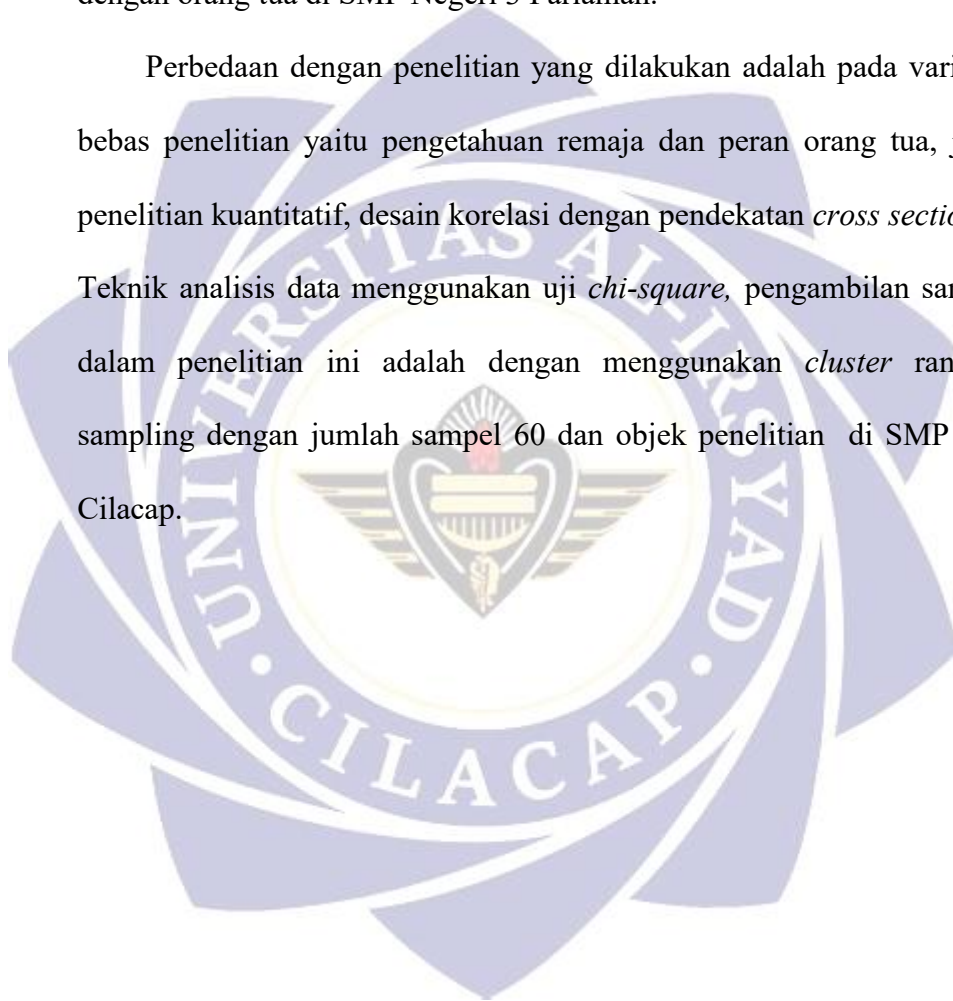 dengan orang tua di SMP Negeri 3 Pariaman.
Perbedaan dengan penelitian yang dilakukan adalah pada vari
bebas penelitian yaitu pengetahuan remaja dan peran orang tua, j
penelitian kuantitatif, desain korelasi dengan pendekatan cross sectio
Teknik analisis data menggunakan uji chi-square, pengambilan sar
dalam penelitian ini adalah dengan menggunakan cluster ran
sampling dengan jumlah sampel 60 dan objek penelitian di SMP
Cilacap.
UNIVERSITAS AL-IRSYAD
CILACAP